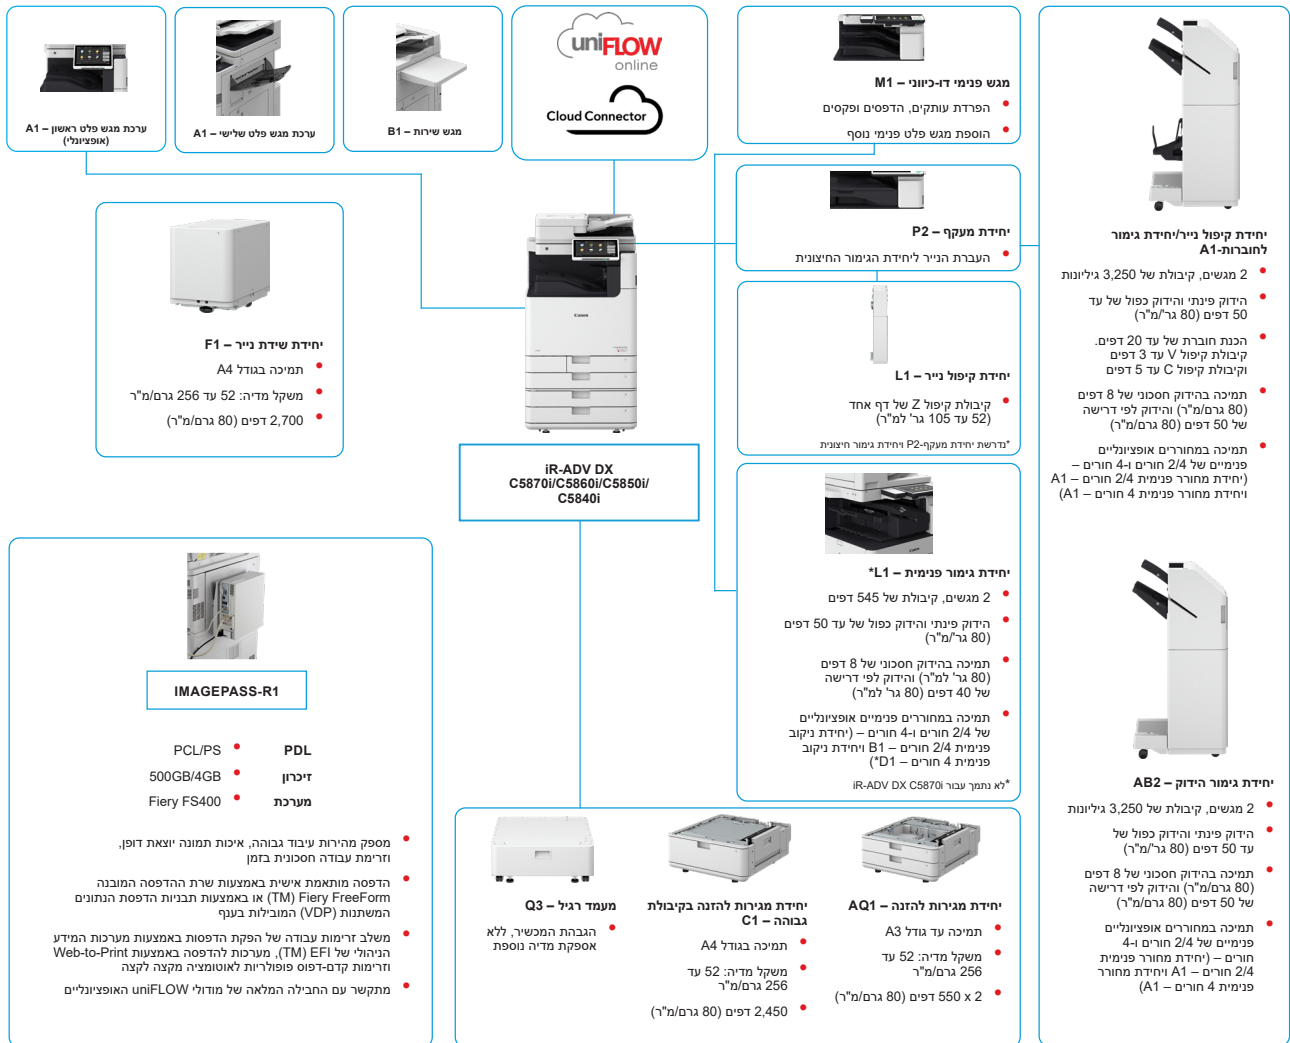 ערכת מגש פלט ראשון – A1
(אופציונלי)
ערכת מגש פלט שלישי – A1
מגש שירות – B1
uniFLOW
online
Cloud Connector
מגש פנימי דו-כיווני – M1
הפרדת עותקים, הדפסים ופקסים
הוספת מגש פלט פנימי נוסף
יחידת מעקף – P2
העברת הנייר ליחידת הגימור החיצונית
יחידת קיפול נייר – L1
קיבולת קיפול Z של דף אחד
(52 עד 105 גר' למ"ר)
*נדרשת יחידת מעקף-P2 ויחידת גימור חיצונית
יחידת שידת נייר – F1
תמיכה בגודל A4
משקל מדיה: 52 עד 256 גרם/מ"ר
2,700 דפים (80 גרם/מ"ר)
Canon
iR-ADV DX
C5870i/C5860i/C5850i/
C5840i
יחידת גימור פנימית – L1*
2 מגשים, קיבולת של 545 דפים
הידוק פינתי והידוק כפול של עד 50 דפים
(80 גר'/מ"ר)
תמיכה בהידוק חסכוני של 8 דפים
(80 גר' למ"ר) והידוק לפי דרישה
של 40 דפים (80 גר' למ"ר)
תמיכה במחוררים פנימיים אופציונליים
של 2/4 חורים ו-4 חורים – (יחידת ניקוב
פנימית 2/4 חורים – B1 ויחידת ניקוב
פנימית 4 חורים – D1*)
*לא נתמך עבור iR-ADV DX C5870i
יחידת קיפול נייר/יחידת גימור
לחוברות-A1
2 מגשים, קיבולת של 3,250 גיליונות
הידוק פינתי והידוק כפול של עד
50 דפים (80 גר'/מ"ר)
הכנת חוברת של עד 20 דפים.
קיבולת קיפול V עד 3 דפים
וקיבולת קיפול C עד 5 דפים
תמיכה בהידוק חסכוני של 8 דפים
(80 גרם/מ"ר) והידוק לפי דרישה
של 50 דפים (80 גרם/מ"ר)
תמיכה במחוררים אופציונליים
פנימיים של 2/4 חורים ו-4 חורים –
(יחידת מחורר פנימית 2/4 חורים – A1
ויחידת מחורר פנימית 4 חורים – A1)
יחידת גימור הידוק – AB2
2 מגשים, קיבולת של 3,250 גיליונות
הידוק פינתי והידוק כפול של
עד 50 דפים (80 גר'/מ"ר)
תמיכה בהידוק חסכוני של 8 דפים
(80 גרם/מ"ר) והידוק לפי דרישה
של 50 דפים (80 גרם/מ"ר)
תמיכה במחוררים אופציונליים
פנימיים של 2/4 חורים ו-4
חורים – (יחידת מחורר פנימית
2/4 חורים – A1 ויחידת מחורר
פנימית 4 חורים – A1)
IMAGEPASS-R1
PDL PCL/PS
זיכרון 500GB/4GB
מערכת Fiery FS400
מספק מהירות עיבוד גבוהה, איכות תמונה יוצאת דופן,
וזרימת עבודה חסכונית בזמן
הדפסה מותאמת אישית באמצעות שרת ההדפסה המובנה
Fiery FreeForm (TM) או באמצעות תבניות הדפסת הנתונים
המשתנות (VDP) המובילות בענף
משלב זרימות עבודה של הפקת הדפסות באמצעות מערכות המידע
הניהולי של EFI (TM), מערכות להדפסה באמצעות Web-to-Print
וזרימות קדם-דפוס פופולריות לאוטומציה מקצה לקצה
מתקשר עם החבילה המלאה של מודולי uniFLOW האופציונליים
יחידת מגירות להזנה – AQ1
תמיכה עד גודל A3
משקל מדיה: 52 עד
256 גרם/מ"ר
2 x 550 דפים (80 גרם/מ"ר)
יחידת מגירות להזנה בקיבולת
גבוהה – C1
תמיכה בגודל A4
משקל מדיה: 52 עד
256 גרם/מ"ר
2,450 דפים (80 גרם/מ"ר)
מעמד רגיל – Q3
הגבהת המכשיר, ללא
אספקת מדיה נוספת